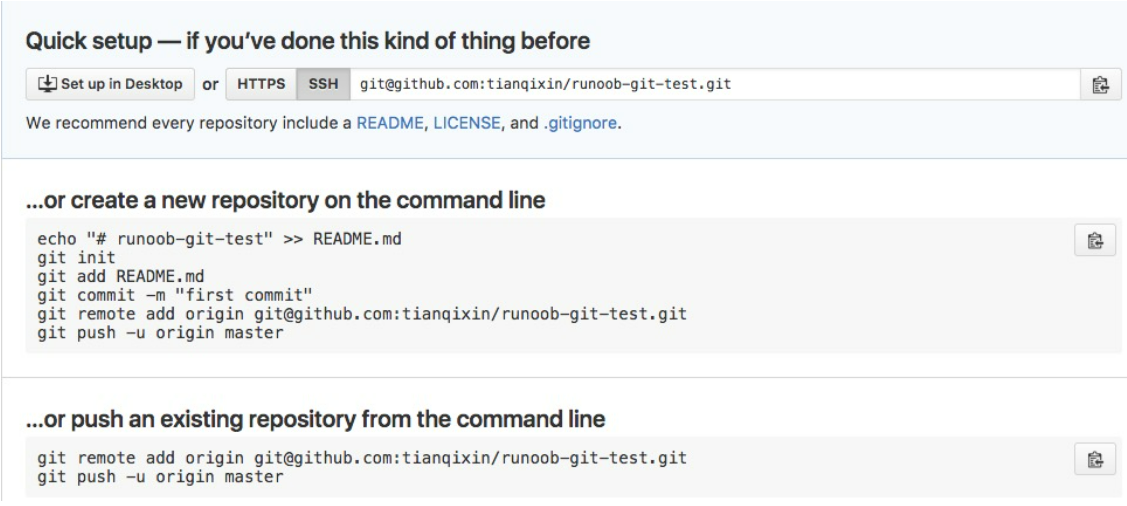 Quick setup — if you've done this kind of thing before
Set up in Desktop or HTTPS SSH git@github.com:tianqixin/runoob-git-test.git
We recommend every repository include a README, LICENSE, and .gitignore.
...or create a new repository on the command line
echo "# runoob-git-test" >> README.md
git init
git add README.md
git commit -m "first commit"
git remote add origin git@github.com:tianqixin/runoob-git-test.git
git push -u origin master
...or push an existing repository from the command line
git remote add origin git@github.com:tianqixin/runoob-git-test.git
git push -u origin master